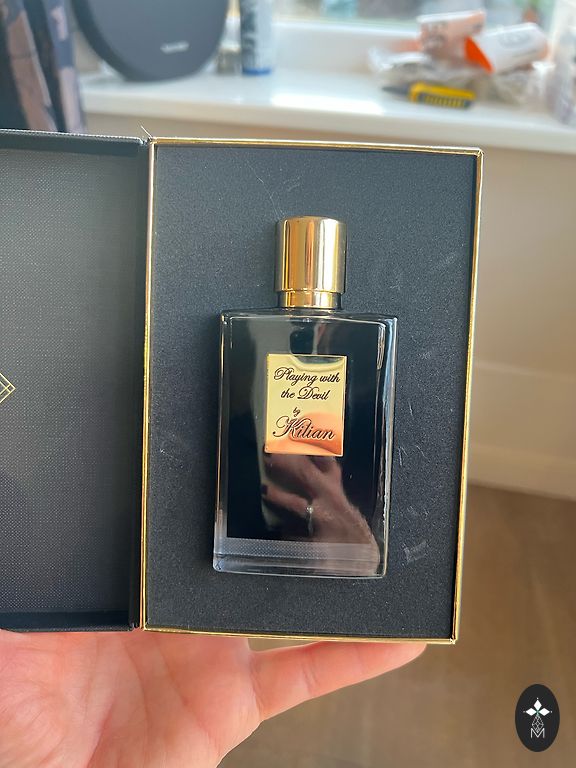 Playing with
the Devil
by
Kilian
M